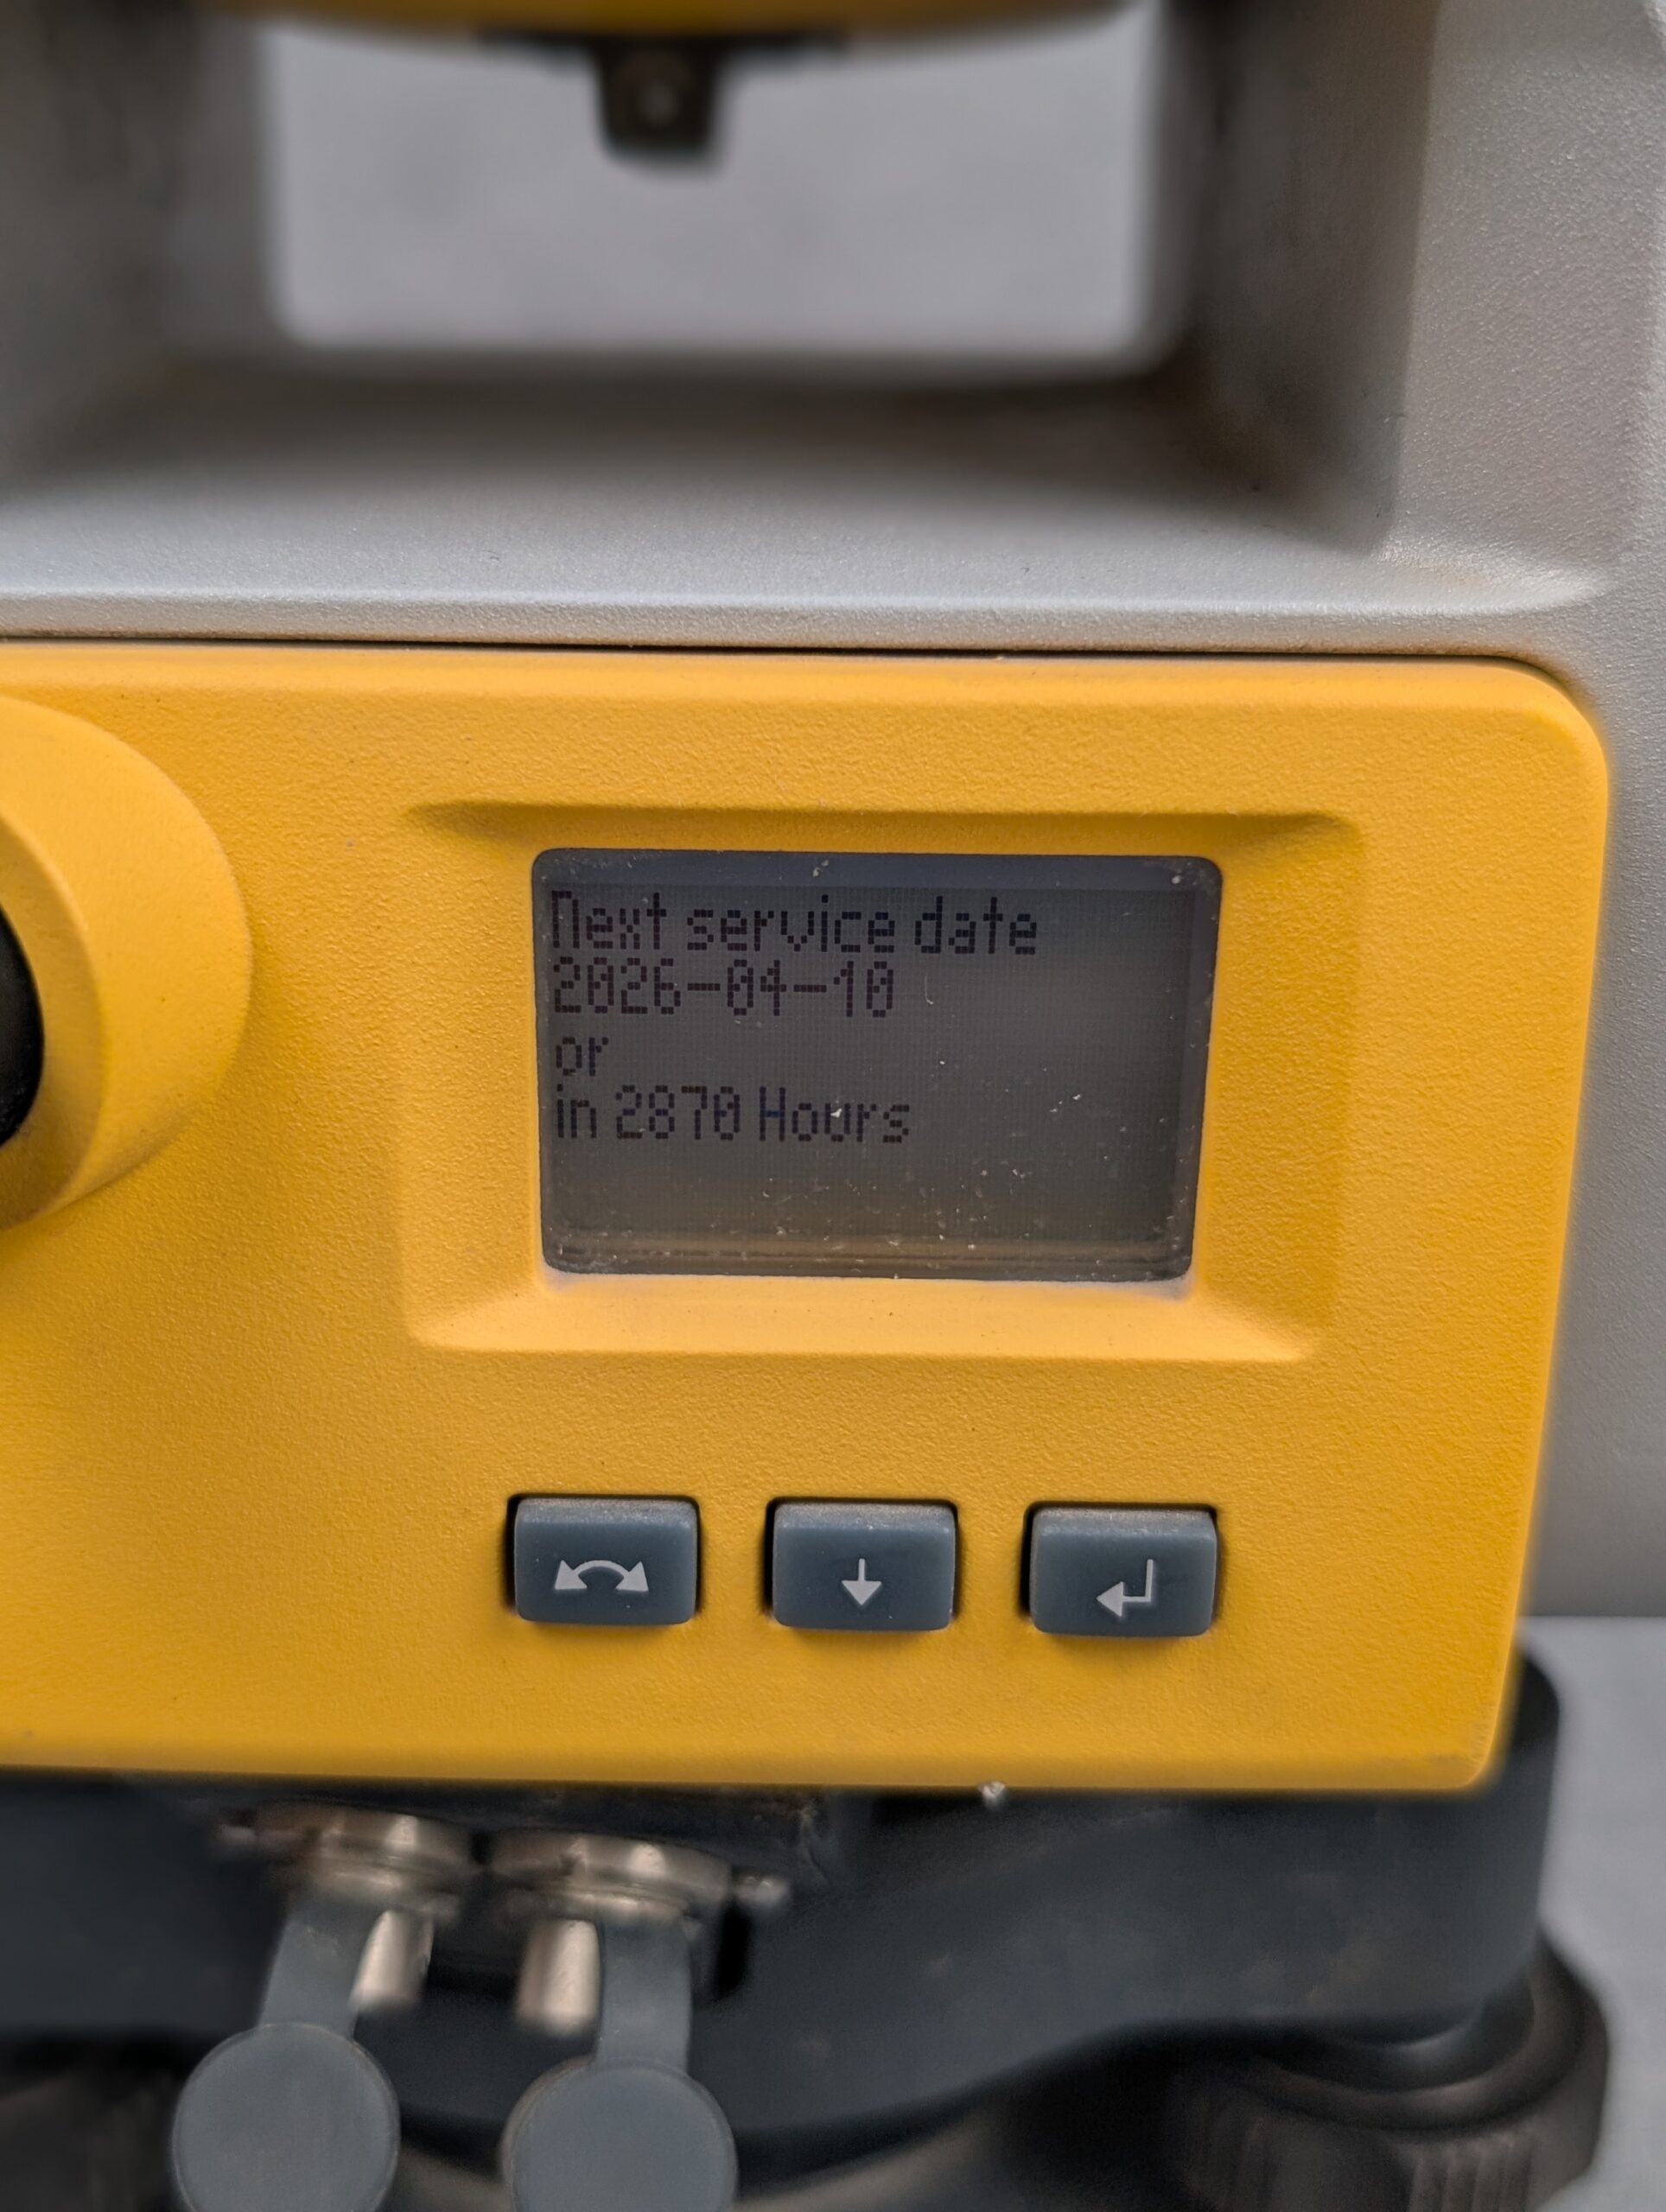 Next service date
2026-04-10
or
in 2870 Hours